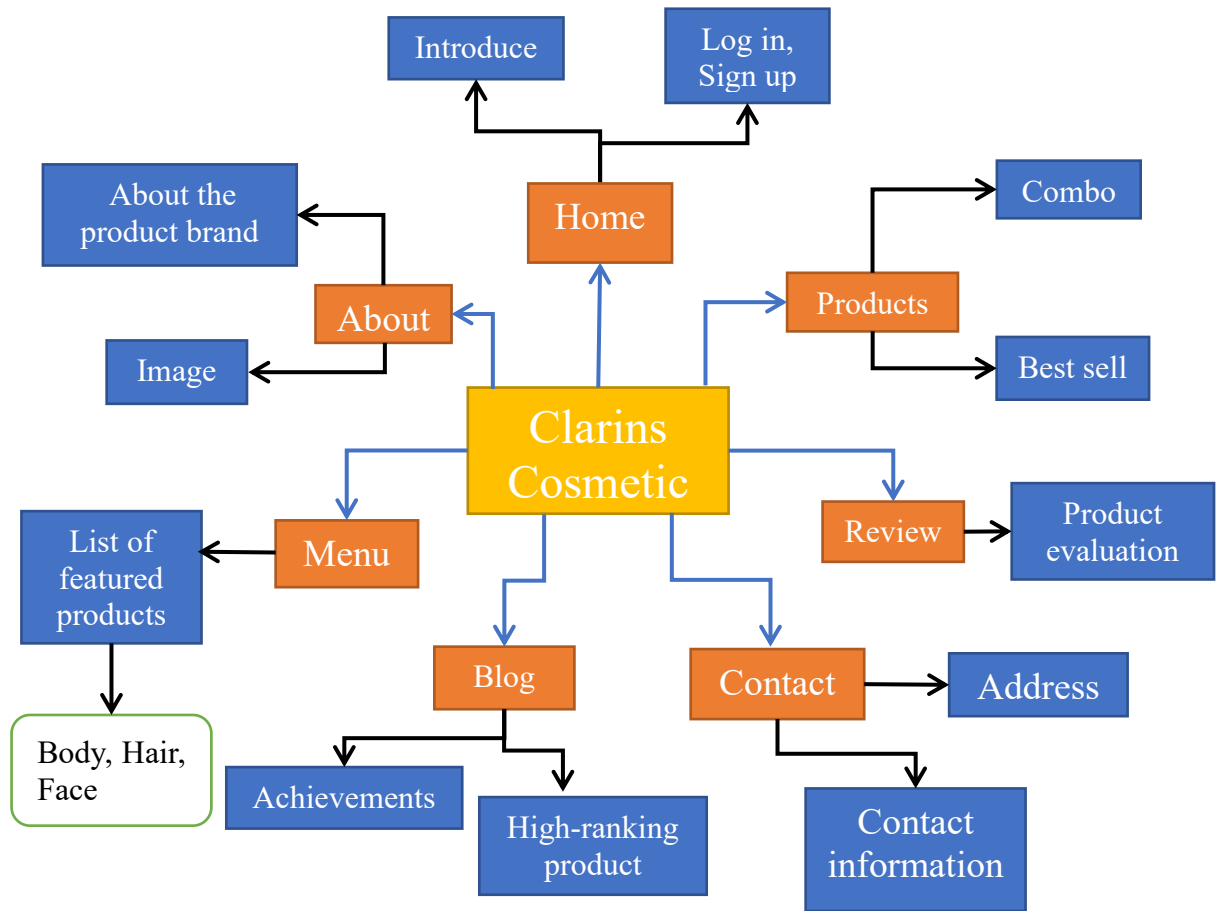 Introduce
Log in,
Sign up
About the
product brand
Home
Combo
Products
About
Image
Best sell
Clarins
Cosmetic
List of
featured
products
Menu
Review
Product
evaluation
Blog
Contact
Address
Body, Hair,
Face
Achievements
High-ranking
product
Contact
information